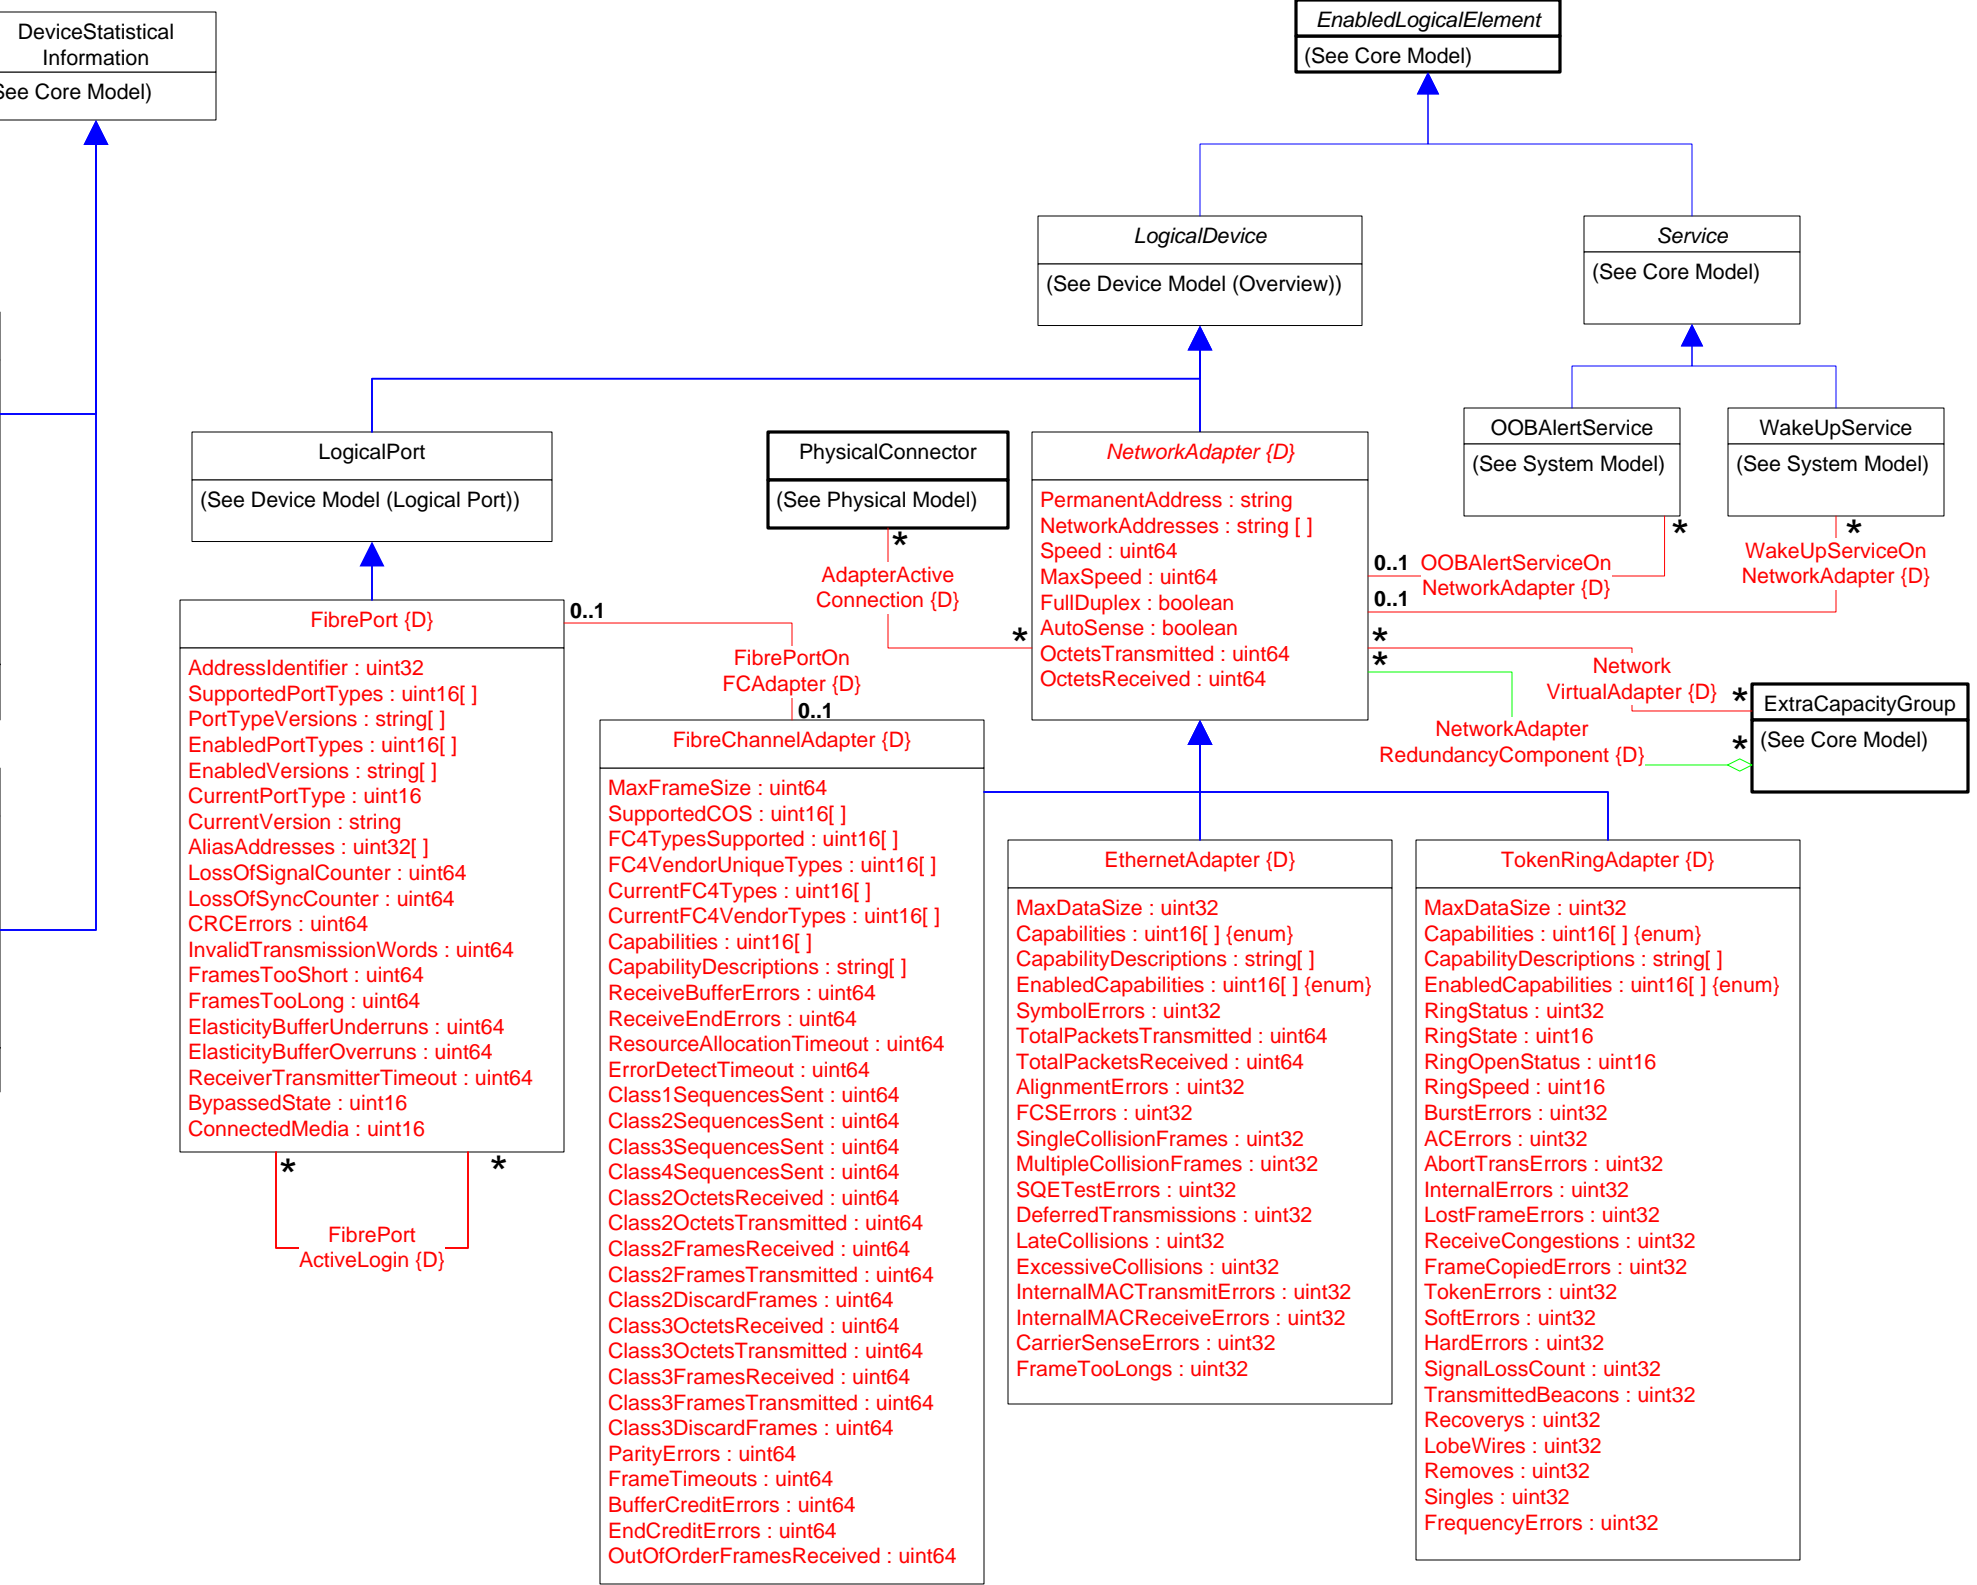 DeviceStatistical
Information
See Core Model)
EnabledLogicalElement
(See Core Model)
LogicalDevice
(See Device Model (Overview))
Service
(See Core Model)
LogicalPort
(See Device Model (Logical Port))
PhysicalConnector
(See Physical Model)
*
AdapterActive
Connection {D}
*
NetworkAdapter {D}
PermanentAddress : string
NetworkAddresses : string [ ]
Speed : uint64
MaxSpeed : uint64
FullDuplex : boolean
AutoSense : boolean
OctetsTransmitted : uint64
OctetsReceived : uint64
OOBAlertService
(See System Model)
*
0..1
OOBAlertServiceOn
NetworkAdapter {D}
WakeUpService
(See System Model)
*
WakeUpServiceOn
NetworkAdapter {D}
0..1
*
Network
VirtualAdapter {D}
*
*
NetworkAdapter
RedundancyComponent {D}
*
ExtraCapacityGroup
(See Core Model)
FibrePort {D}
AddressIdentifier : uint32
SupportedPortTypes : uint16[ ]
PortTypeVersions : string[ ]
EnabledPortTypes : uint16[ ]
EnabledVersions : string[ ]
CurrentPortType : uint16
CurrentVersion : string
AliasAddresses : uint32[ ]
LossOfSignalCounter : uint64
LossOfSyncCounter : uint64
CRCErrors : uint64
InvalidTransmissionWords : uint64
FramesTooShort : uint64
FramesTooLong : uint64
ElasticityBufferUnderruns : uint64
ElasticityBufferOverruns : uint64
ReceiverTransmitterTimeout : uint64
BypassedState : uint16
ConnectedMedia : uint16
*
*
FibrePort
ActiveLogin {D}
0..1
FibrePortOn
FCAdapter {D}
0..1
FibreChannelAdapter {D}
MaxFrameSize : uint64
SupportedCOS : uint16[ ]
FC4TypesSupported : uint16[ ]
FC4VendorUniqueTypes : uint16[ ]
CurrentFC4Types : uint16[ ]
CurrentFC4VendorTypes : uint16[ ]
Capabilities : uint16[ ]
CapabilityDescriptions : string[ ]
ReceiveBufferErrors : uint64
ReceiveEndErrors : uint64
ResourceAllocationTimeout : uint64
ErrorDetectTimeout : uint64
Class1SequencesSent : uint64
Class2SequencesSent : uint64
Class3SequencesSent : uint64
Class4SequencesSent : uint64
Class2OctetsReceived : uint64
Class2OctetsTransmitted : uint64
Class2FramesReceived : uint64
Class2FramesTransmitted : uint64
Class2DiscardFrames : uint64
Class3OctetsReceived : uint64
Class3OctetsTransmitted : uint64
Class3FramesReceived : uint64
Class3FramesTransmitted : uint64
Class3DiscardFrames : uint64
ParityErrors : uint64
FrameTimeouts : uint64
BufferCreditErrors : uint64
EndCreditErrors : uint64
OutOfOrderFramesReceived : uint64
EthernetAdapter {D}
MaxDataSize : uint32
Capabilities : uint16[ ] {enum}
CapabilityDescriptions : string[ ]
EnabledCapabilities : uint16[ ] {enum}
SymbolErrors : uint32
TotalPacketsTransmitted : uint64
TotalPacketsReceived : uint64
AlignmentErrors : uint32
FCSErrors : uint32
SingleCollisionFrames : uint32
MultipleCollisionFrames : uint32
SQETestErrors : uint32
DeferredTransmissions : uint32
LateCollisions : uint32
ExcessiveCollisions : uint32
InternalMACTransmitErrors : uint32
InternalMACReceiveErrors : uint32
CarrierSenseErrors : uint32
FrameTooLongs : uint32
TokenRingAdapter {D}
MaxDataSize : uint32
Capabilities : uint16[ ] {enum}
CapabilityDescriptions : string[ ]
EnabledCapabilities : uint16[ ] {enum}
RingStatus : uint32
RingState : uint16
RingOpenStatus : uint16
RingSpeed : uint16
BurstErrors : uint32
ACErrors : uint32
AbortTransErrors : uint32
InternalErrors : uint32
LostFrameErrors : uint32
ReceiveCongestions : uint32
FrameCopiedErrors : uint32
TokenErrors : uint32
SoftErrors : uint32
HardErrors : uint32
SignalLossCount : uint32
TransmittedBeacons : uint32
Recoverys : uint32
LobeWires : uint32
Removes : uint32
Singles : uint32
FrequencyErrors : uint32